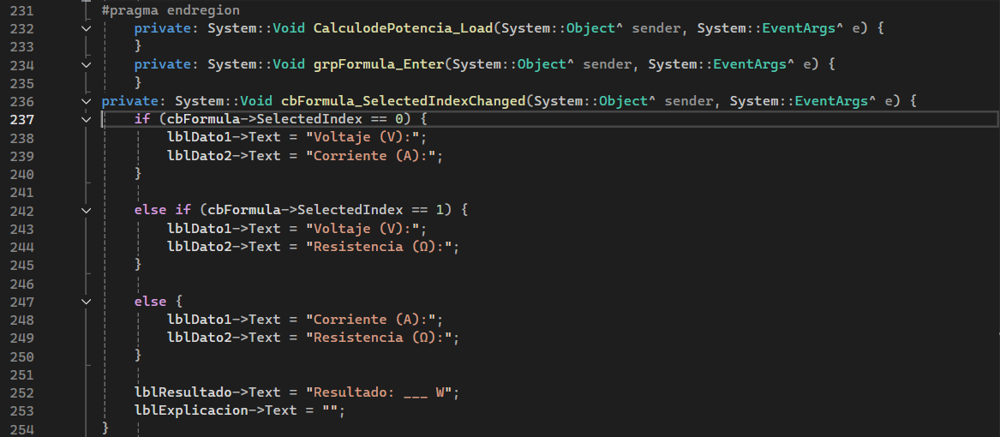 231 #pragma endregion
232 private: System::Void CalculodePotencia_Load(System::Object^ sender, System::EventArgs^ e) {
233 }
234 private: System::Void grpFormula_Enter(System::Object^ sender, System::EventArgs^ e) {
235 }
236 private: System::Void cbFormula_SelectedIndexChanged(System::Object^ sender, System::EventArgs^ e) {
237 if (cbFormula->SelectedIndex == 0) {
238 lblDato1->Text = "Voltaje (V):";
239 lblDato2->Text = "Corriente (A):";
240 }
241
242 else if (cbFormula->SelectedIndex == 1) {
243 lblDato1->Text = "Voltaje (V):";
244 lblDato2->Text = "Resistencia (Ω):";
245 }
246
247 else {
248 lblDato1->Text = "Corriente (A):";
249 lblDato2->Text = "Resistencia (Ω):";
250 }
251
252 lblResultado->Text = "Resultado: ___ W";
253 lblExplicacion->Text = "";
254 }